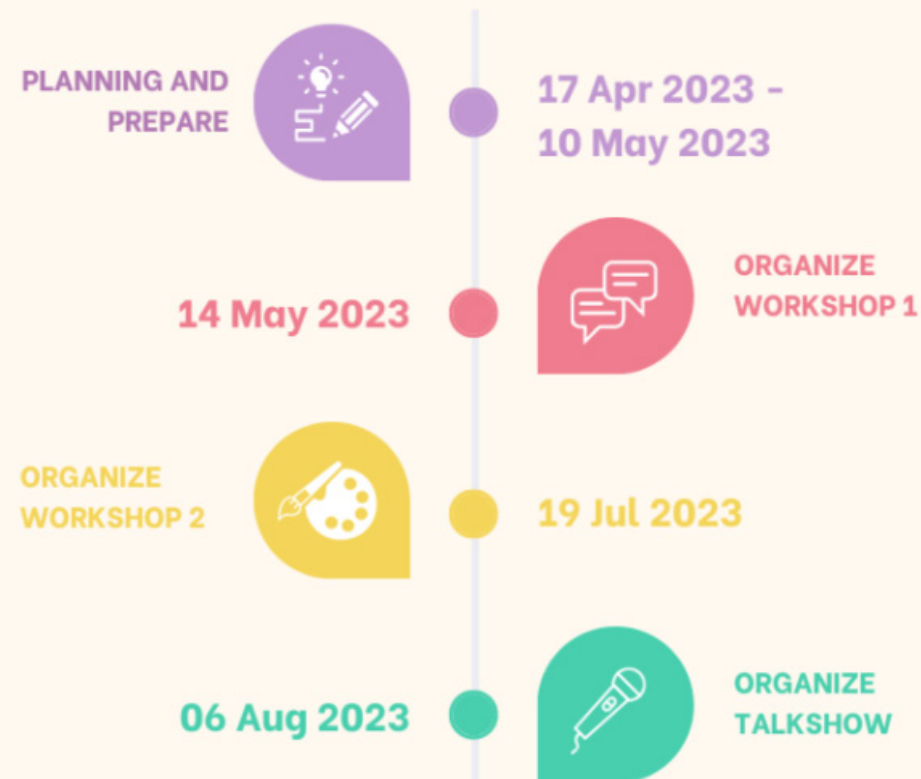 PLANNING AND
PREPARE
17 Apr 2023 -
10 May 2023
14 May 2023
ORGANIZE
WORKSHOP 1
ORGANIZE
WORKSHOP 2
19 Jul 2023
06 Aug 2023
ORGANIZE
TALKSHOW